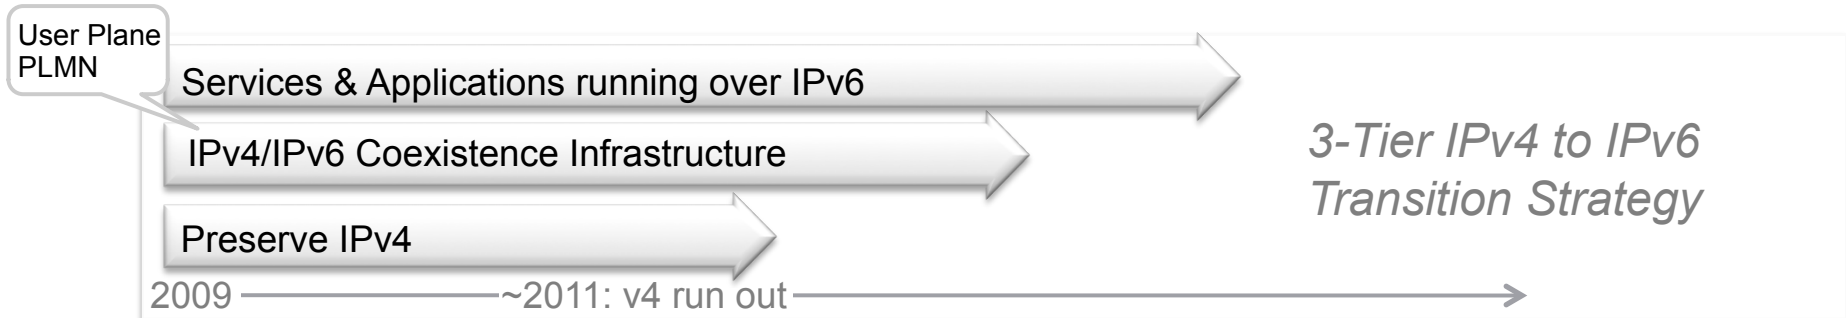 User Plane
PLMN
Services & Applications running over IPv6
IPv4/IPv6 Coexistence Infrastructure
Preserve IPv4
3-Tier IPv4 to IPv6
Transition Strategy
2009 ~2011: v4 run out